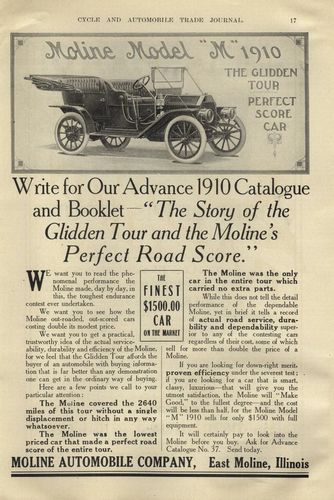 CYCLE AND AUTOMOBILE TRADE JOURNAL. 17
Moline Model "M" 1910
THE GLIDDEN
TOUR
PERFECT
SCORE
CAR
Write for Our Advance 1910 Catalogue
and Booklet—"The Story of the
Glidden Tour and the Moline's
Perfect Road Score."
WE want you to read the phe-
nomenal performance the
Moline made, day by day, in
this, the toughest endurance
contest ever undertaken.
We want you to see how the
Moline out-roaded, out-scored cars
costing double its modest price.
We want you to get a practical,
trustworthy idea of the actual service-
ability, durability and efficiency of the Moline,
for we feel that the Glidden Tour affords the
buyer of an automobile with buying informa-
tion that is far better than any demonstration
one can get in the ordinary way of buying.
Here are a few points we call to your
particular attention:
The Moline covered the 2640
miles of this tour without a single
displacement or hitch in any way
whatsoever.
The Moline was the lowest
priced car that made a perfect road
score of the entire tour.
THE
FINEST
$1500.00
CAR
ON THE MARKET
The Moline was the only
car in the entire tour which
carried no extra parts.
While this does not tell the detail
performance of the dependable
Moline, yet in brief it tells a record
of actual road service, dura-
bility and dependability super-
ior to any of the contesting cars
regardless of their cost, some of which
sell for more than double the price of a
Moline.
If you are looking for down-right merit-
proven efficiency under the severest test;
if you are looking for a car that is smart,
classy, luxurious—that will give you the
utmost satisfaction, the Moline will "Make
Good," to the fullest degree—and the cost
will be less than half, for the Moline Model
"M" 1910 sells for only $1500 with full
equipment.
It will certainly pay to look into the
Moline before you buy. Ask for Advance
Catalogue No. 37. Send today.
MOLINE AUTOMOBILE COMPANY, East Moline, Illinois